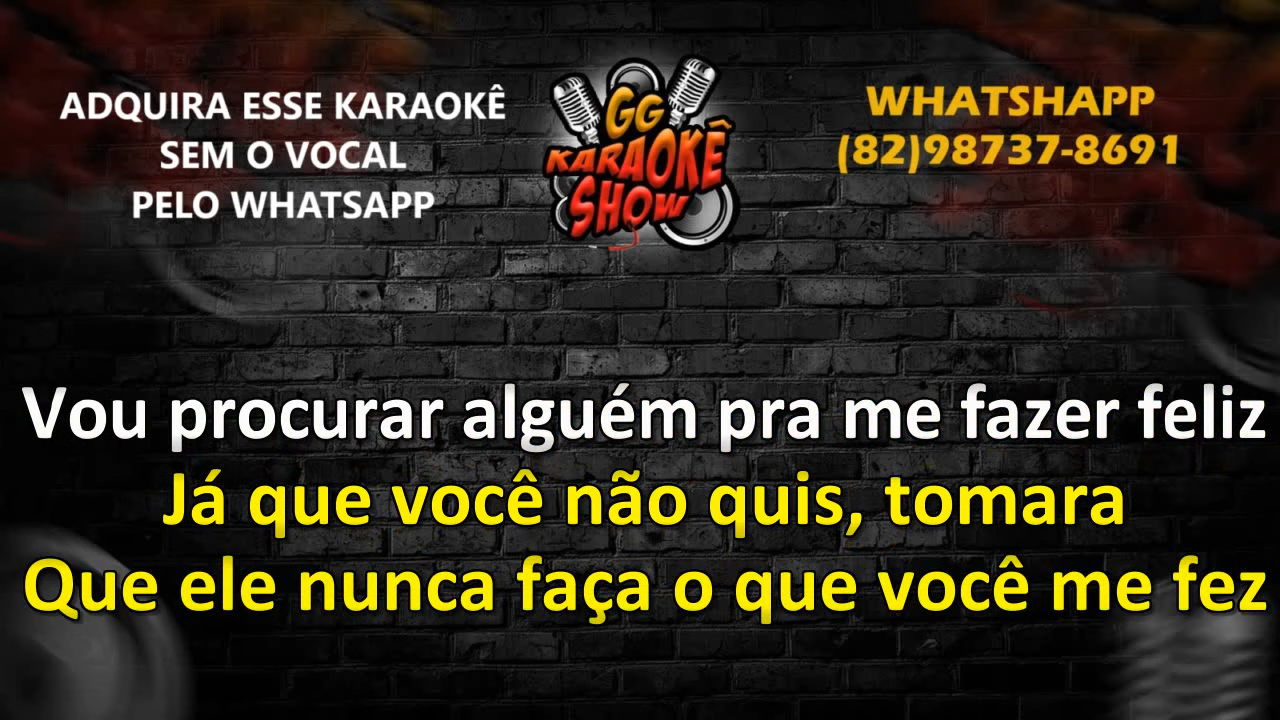 ADQUIRA ESSE KARAOKÊ
SEM O VOCAL
PELO WHATSAPP
GG
KARAOKÊ
SHOW
WHATSHAPP
(82)98737-8691
Vou procurar alguém pra me fazer feliz
Já que você não quis, tomara
Que ele nunca faça o que você me fez